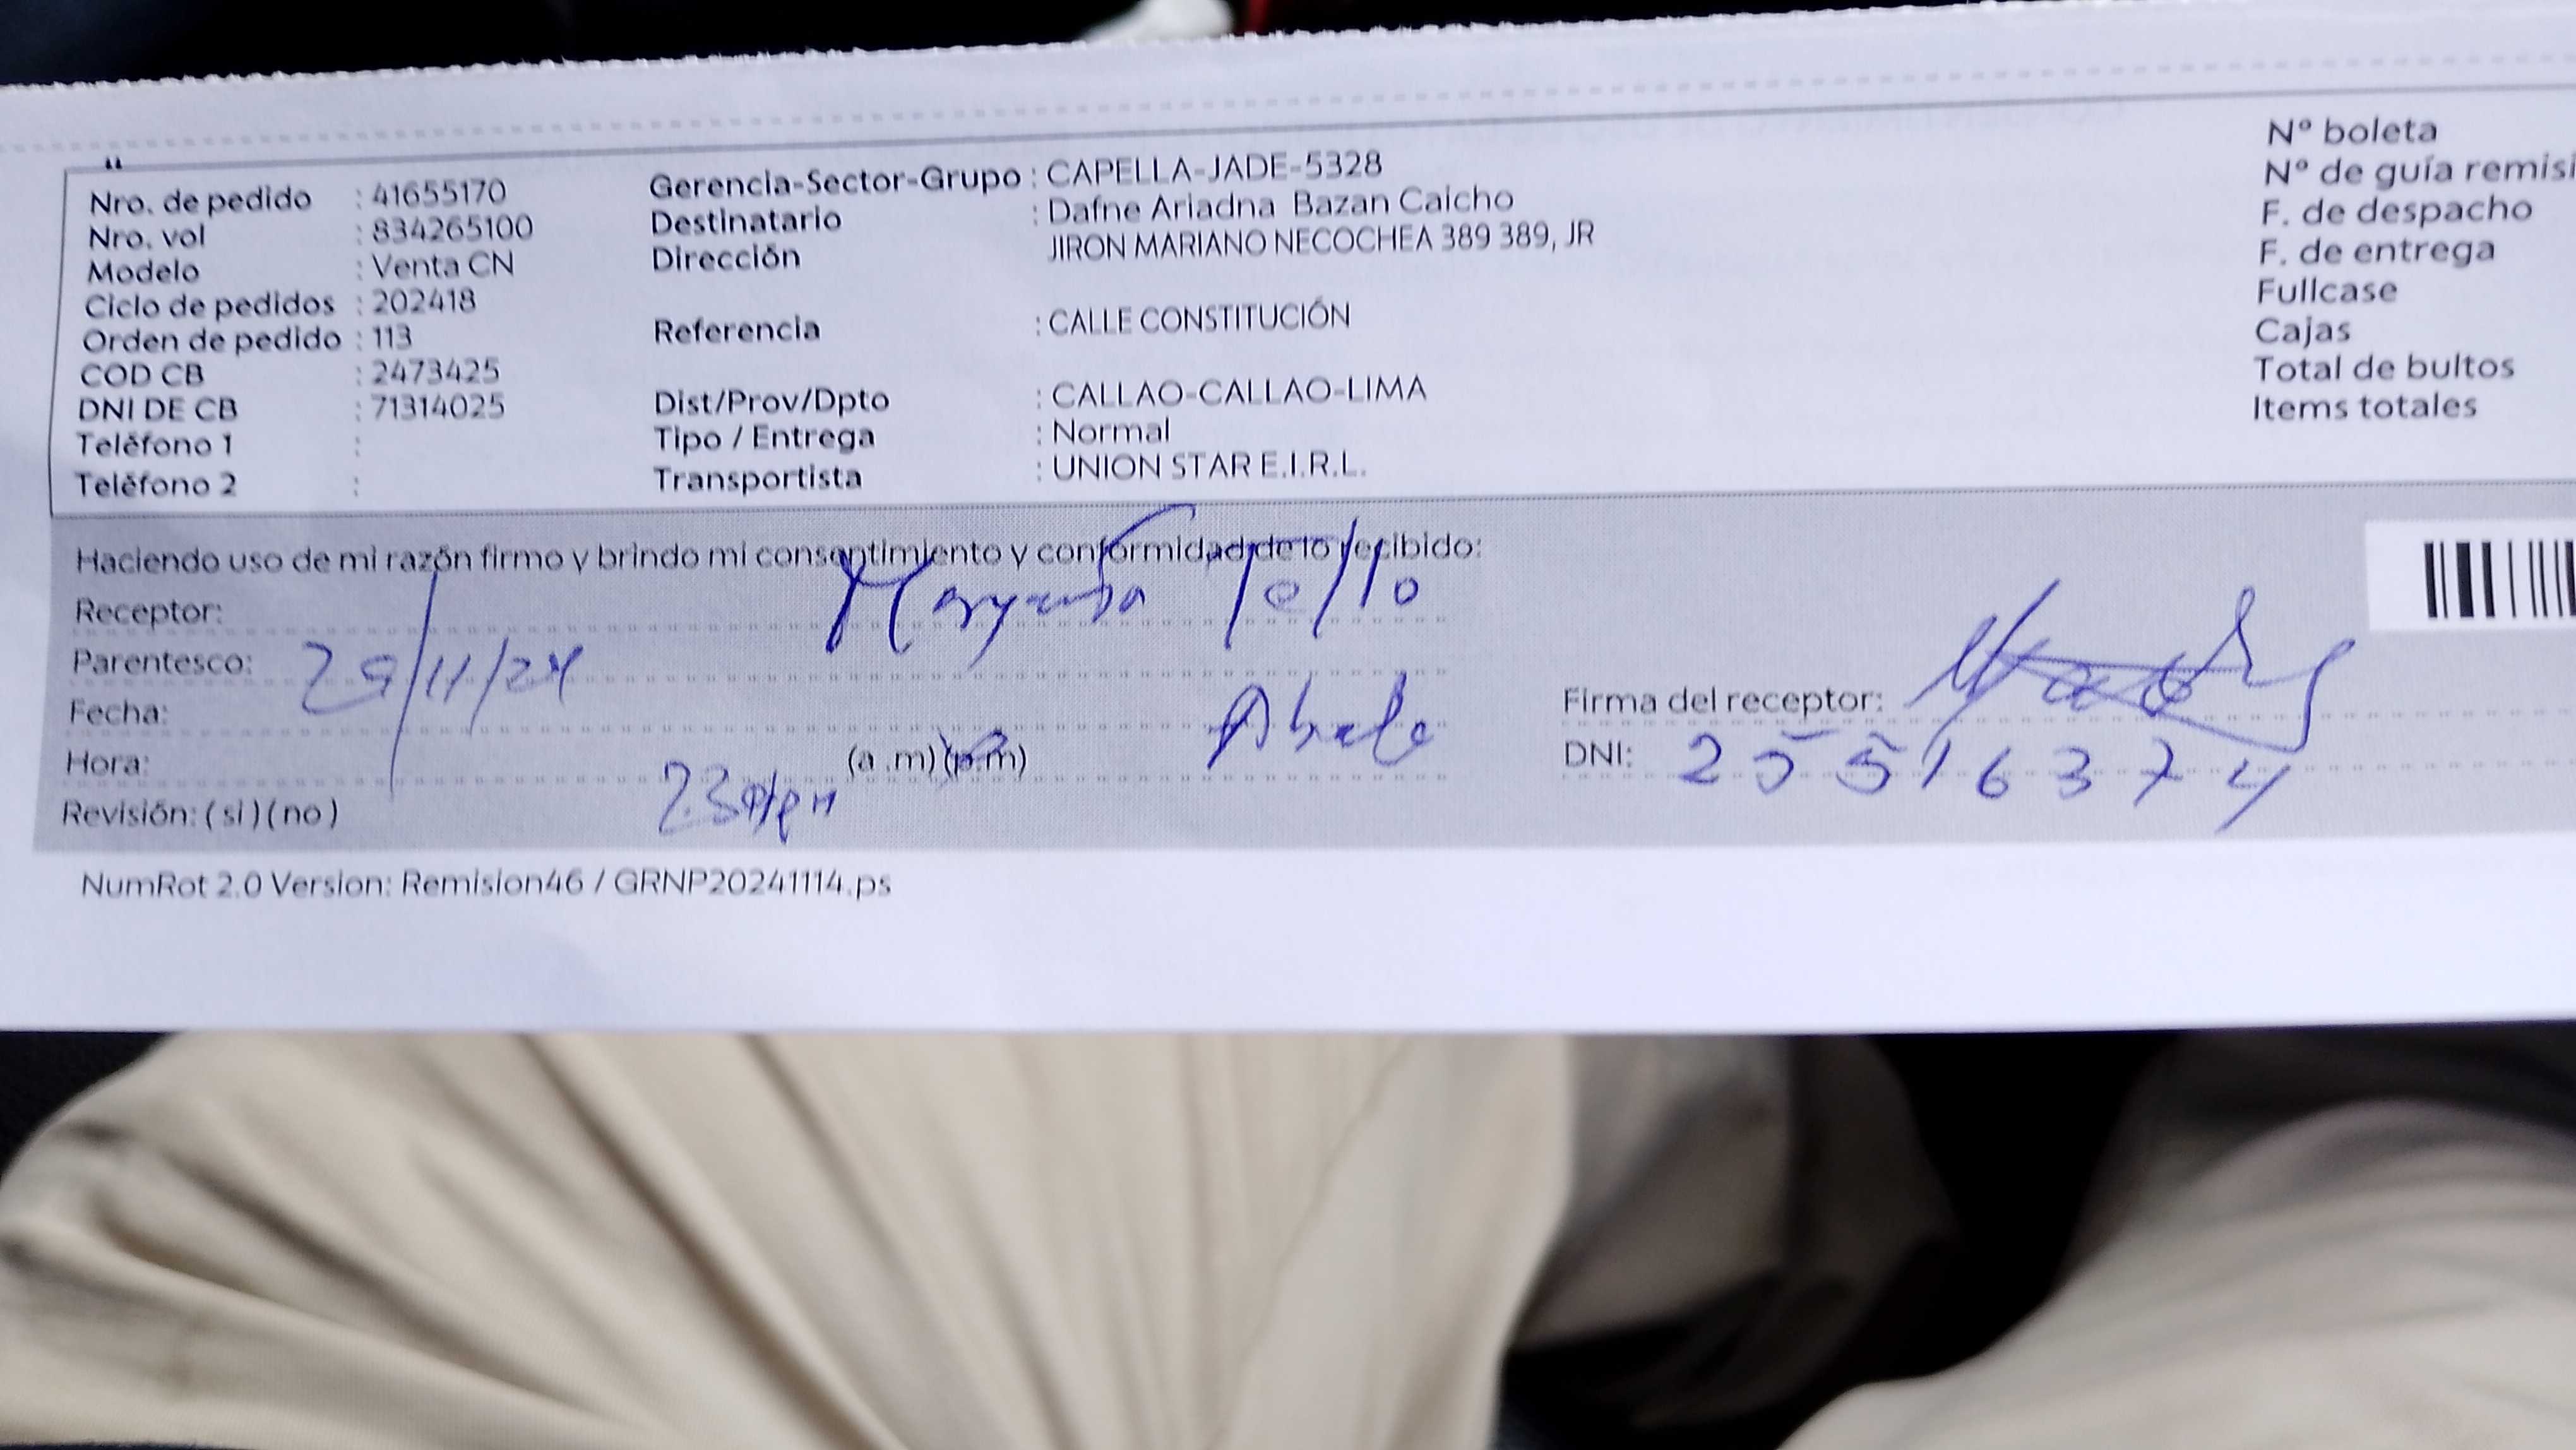 Nro. de pedido : 41655170
Nro. vol : 834265100
Modelo : Venta CN
Ciclo de pedidos : 202418
Orden de pedido : 113
COD CB : 2473425
DNI DE CB : 71314025
Teléfono 1 :
Teléfono 2 :
Gerencia-Sector-Grupo : CAPELLA-JADE-5328
Destinatario : Dafne Ariadna Bazan Caicho
Dirección JIRON MARIANO NECOCHEA 389 389, JR
Referencia : CALLE CONSTITUCIÓN
Dist/Prov/Dpto : CALLAO-CALLAO-LIMA
Tipo / Entrega : Normal
Transportista : UNION STAR E.I.R.L.
Nº boleta
Nº de guía remisi
F. de despacho
F. de entrega
Fullcase
Cajas
Total de bultos
Items totales
Haciendo uso de mi razón firmo y brindo mi consentimiento y conformidad de lo recibido:
Receptor: Tello
Parentesco: 29/11/24
Fecha:
Hora: (a .m)(p.m)
Revisión: ( si ) ( no )
Firma del receptor:
DNI: 25516374
NumRot 2.0 Version: Remision46 / GRNP20241114.ps